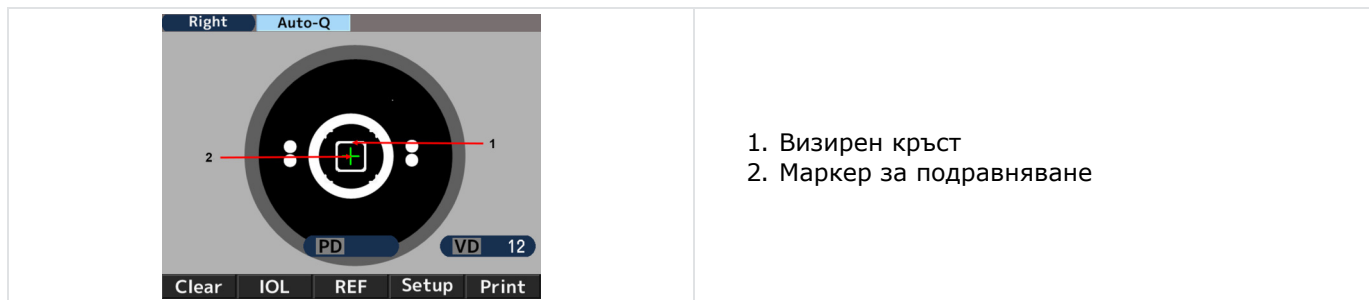 Right Auto-Q
1
2
PD VD 12
Clear IOL REF Setup Print
1. Визирен кръст
2. Маркер за подравняване